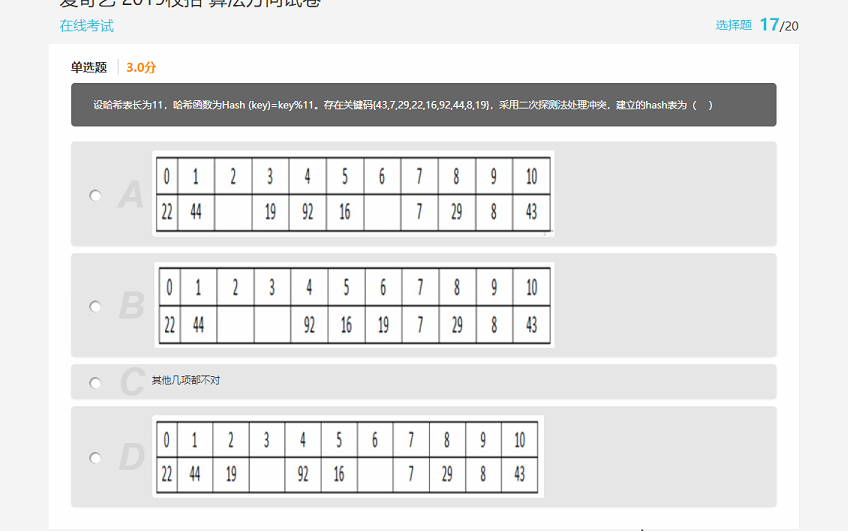 爱奇艺 2019校招 算法方向试卷
在线考试
选择题 17/20
单选题 3.0分
设哈希表长为11，哈希函数为Hash (key)=key%11。存在关键码{43,7,29,22,16,92,44,8,19}，采用二次探测法处理冲突，建立的hash表为（ ）
A
0 1 2 3 4 5 6 7 8 9 10
22 44 19 92 16 7 29 8 43
B
0 1 2 3 4 5 6 7 8 9 10
22 44 92 16 19 7 29 8 43
C 其他几项都不对
D
0 1 2 3 4 5 6 7 8 9 10
22 44 19 92 16 7 29 8 43